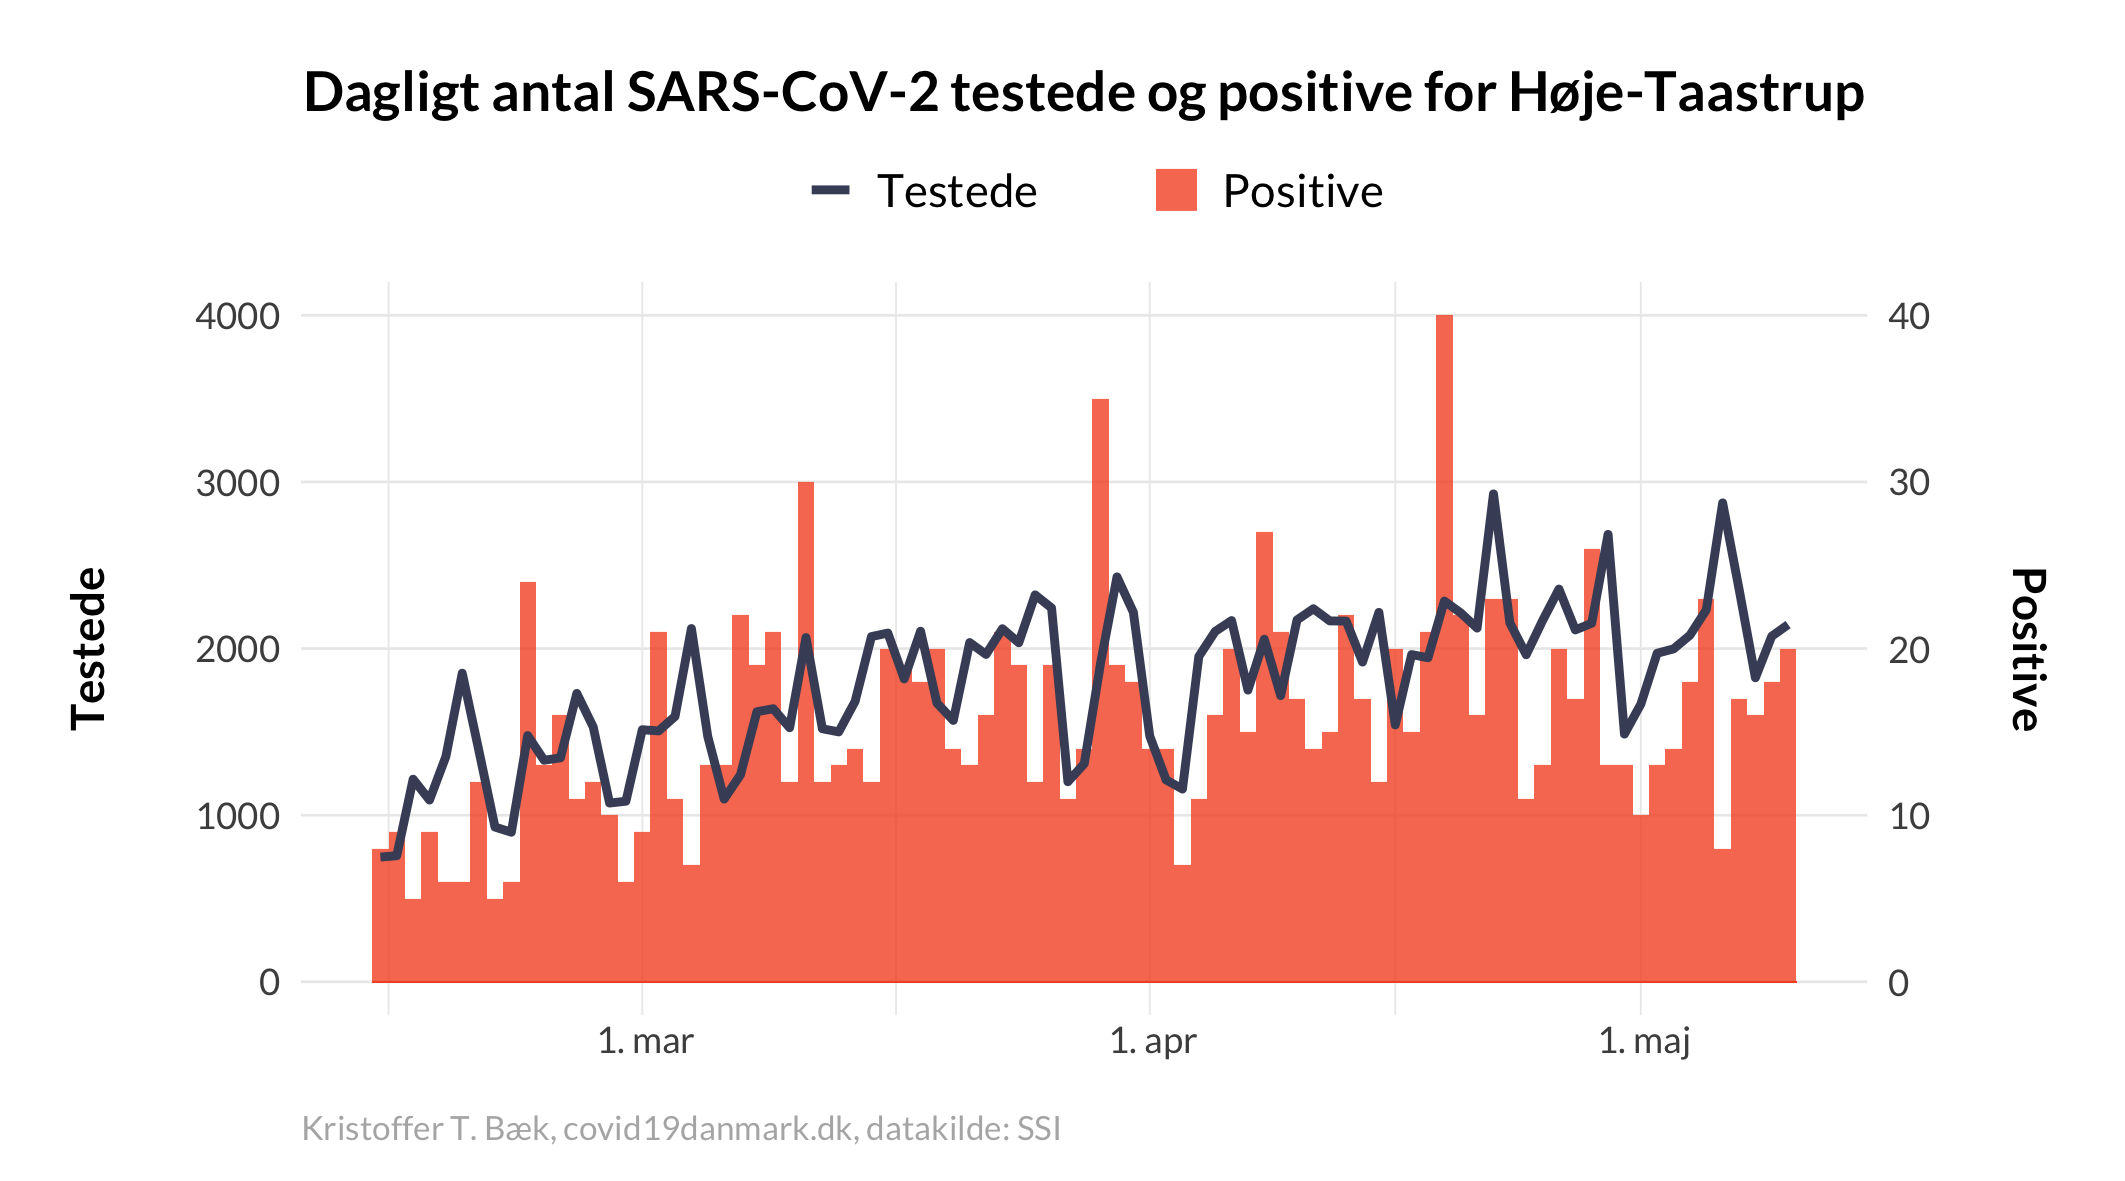 Dagligt antal SARS-CoV-2 testede og positive for Høje-Taastrup
Testede
Positive
4000
3000
2000
1000
0
40
30
20
10
0
Testede
Positive
1. mar
1. apr
1. maj
Kristoffer T. Bæk, covid19danmark.dk, datakilde: SSI